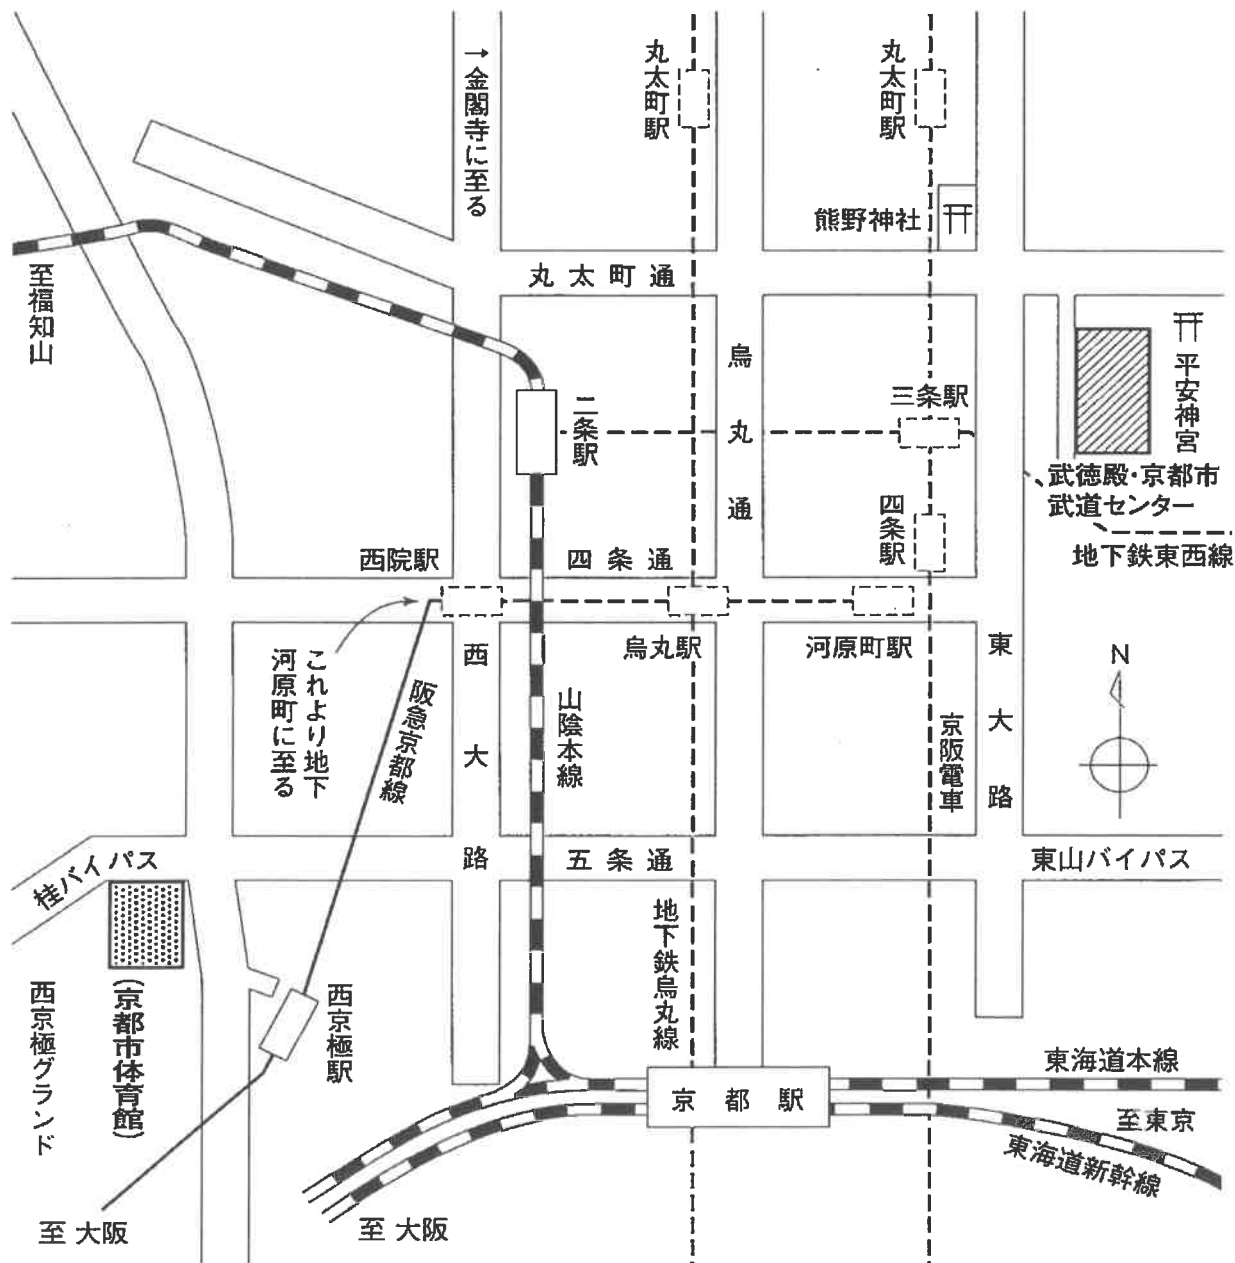 →金閣寺に至る
丸太町駅
丸太町駅
熊野神社
丸太町通
至福知山
烏丸通
二条駅
三条駅
平安神宮
武徳殿・京都市
武道センター
地下鉄東西線
四条駅
西院駅
四条通
烏丸駅
河原町駅
これより地下
河原町に至る
阪急京都線
西大路
山陰本線
京阪電車
東大路
N
桂バイパス
五条通
東山バイパス
西京極グランド
(京都市体育館)
西京極駅
地下鉄烏丸線
京都駅
東海道本線
至東京
東海道新幹線
至 大阪
至 大阪